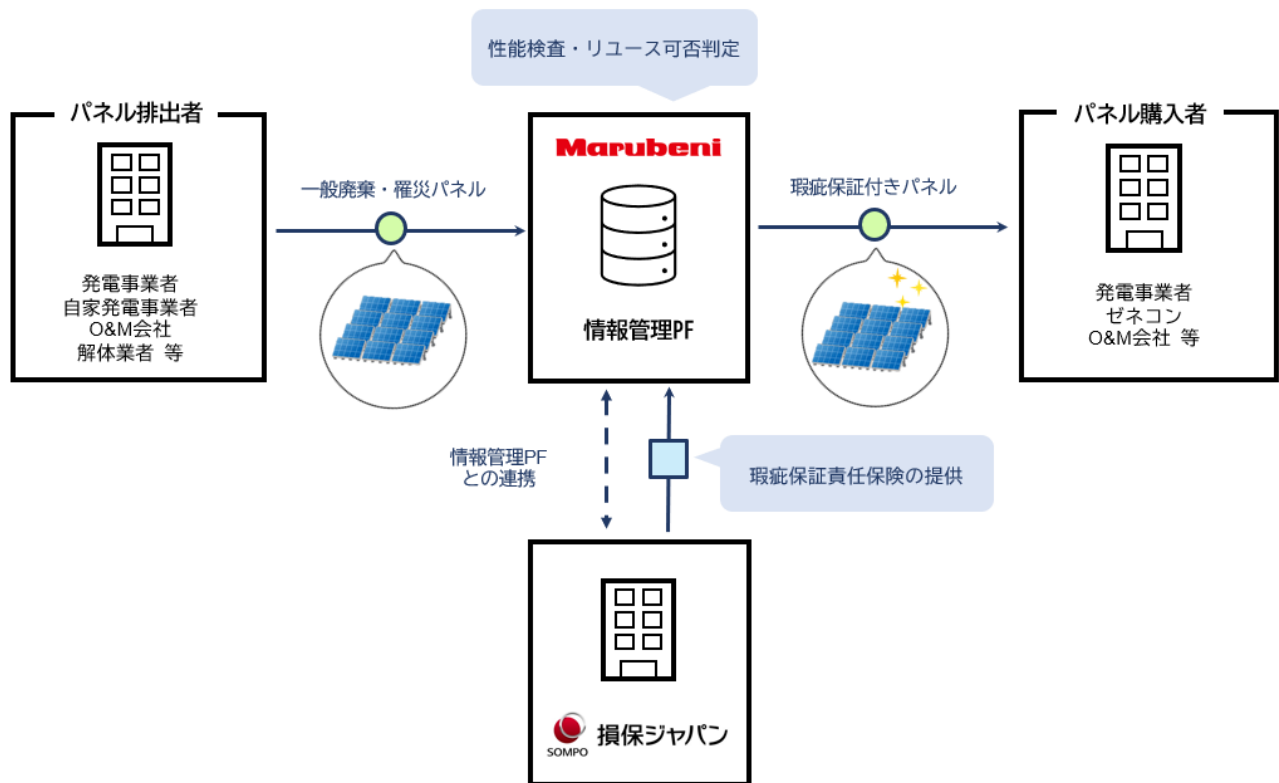 性能検査・リユース可否判定
パネル排出者
発電事業者
自家発電事業者
O&M会社
解体業者 等
一般廃棄・罹災パネル
Marubeni
情報管理PF
瑕疵保証付きパネル
パネル購入者
発電事業者
ゼネコン
O&M会社 等
情報管理PF
との連携
瑕疵保証責任保険の提供
SOMPO
損保ジャパン